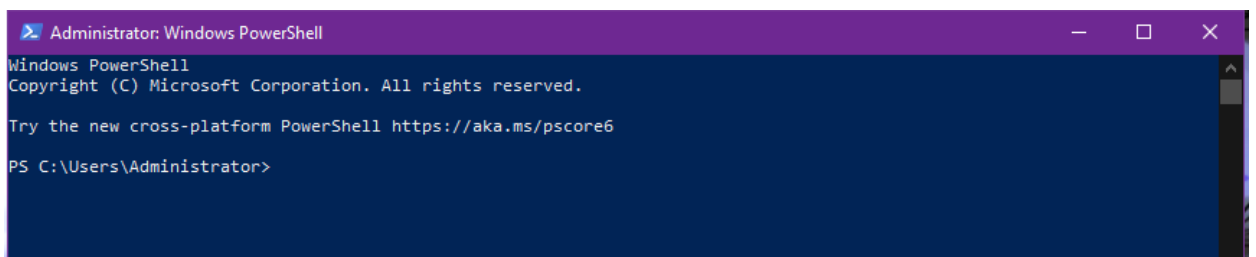 Administrator: Windows PowerShell
Windows PowerShell
Copyright (C) Microsoft Corporation. All rights reserved.
Try the new cross-platform PowerShell https://aka.ms/pscore6
PS C:\Users\Administrator>